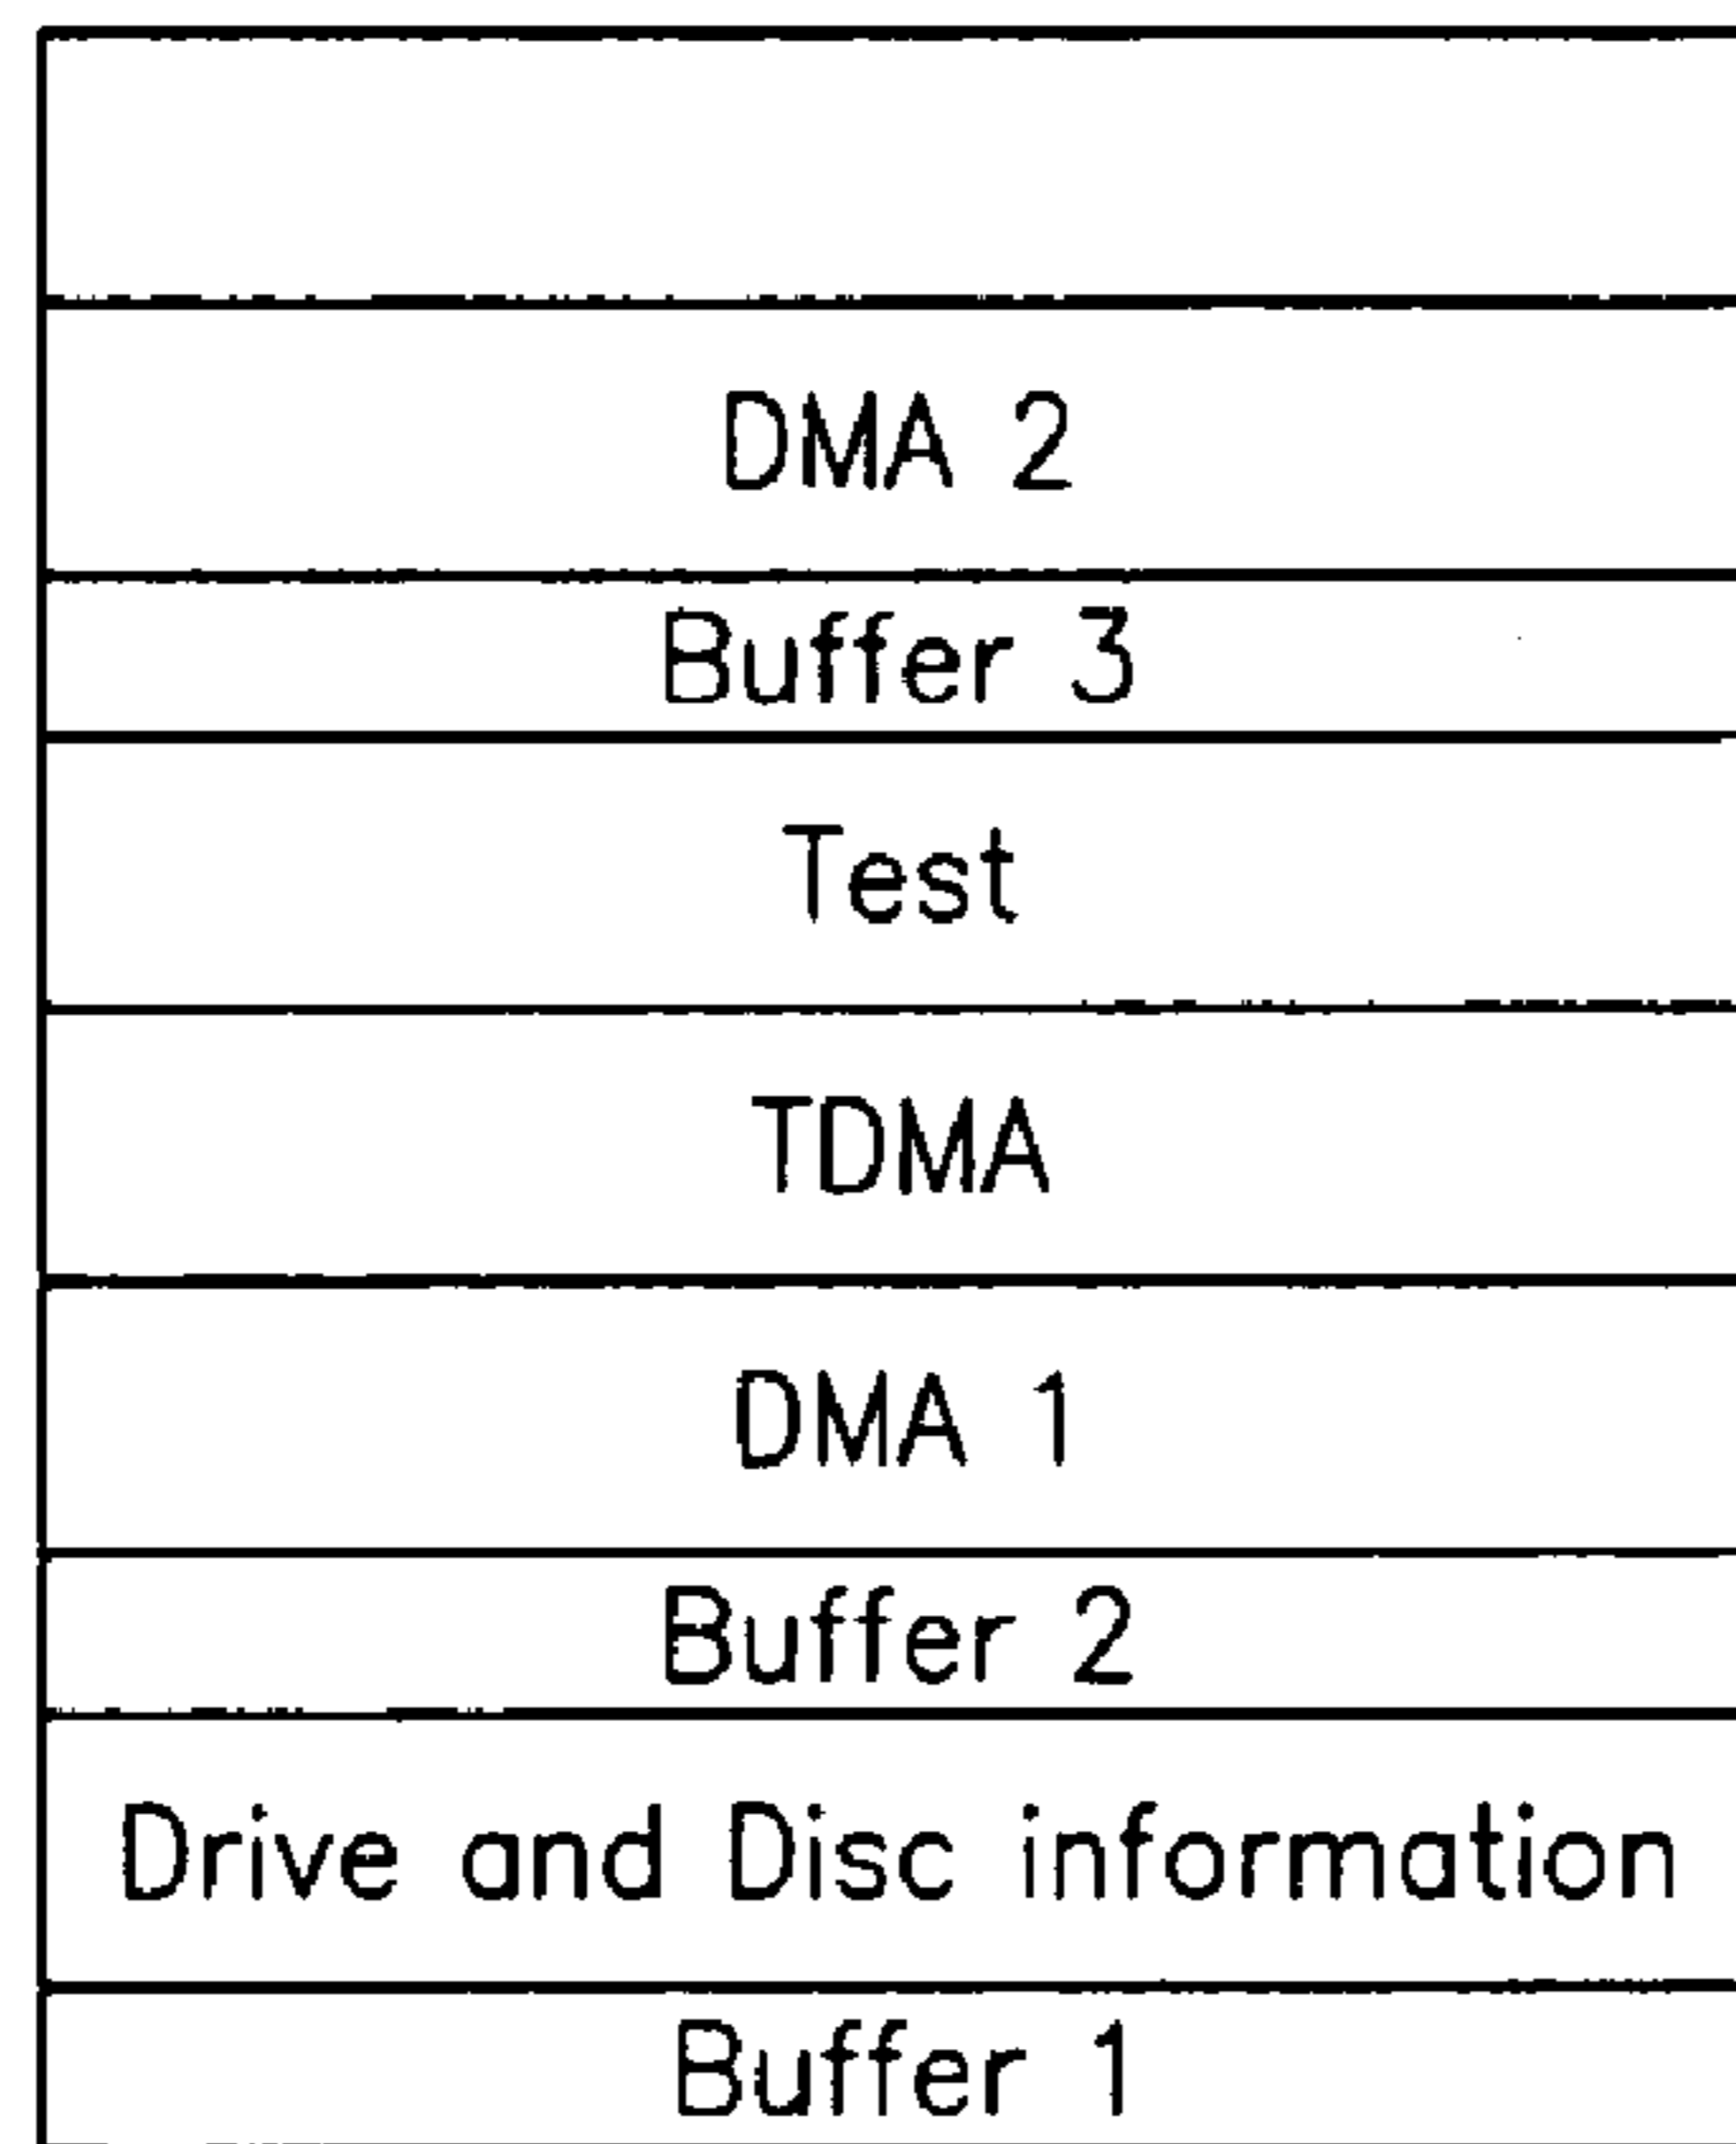 DMA 2
Buffer 3
Test
TDMA
DMA 1
Buffer 2
Drive and Disc information
Buffer 1